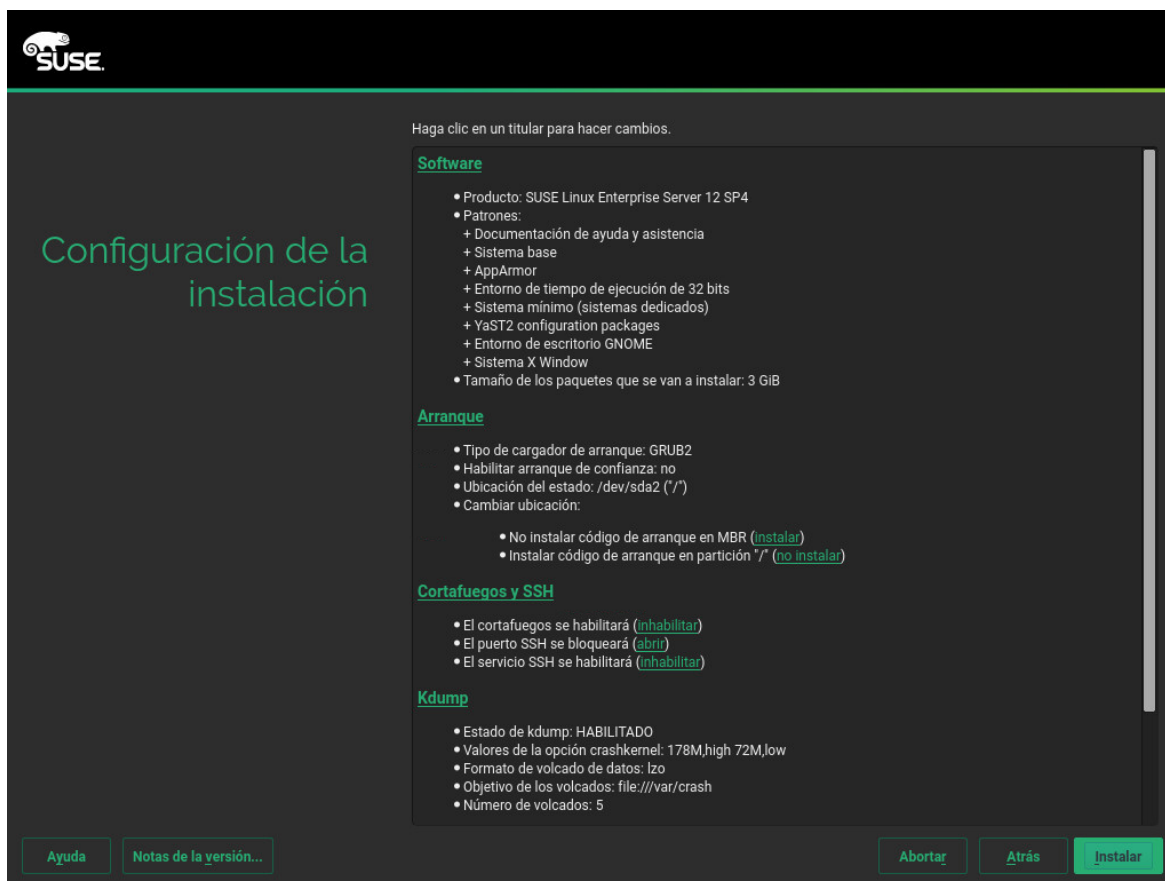 SUSE.
Haga clic en un titular para hacer cambios.
Configuración de la
instalación
Software
• Producto: SUSE Linux Enterprise Server 12 SP4
• Patrones:
+ Documentación de ayuda y asistencia
+ Sistema base
+ AppArmor
+ Entorno de tiempo de ejecución de 32 bits
+ Sistema mínimo (sistemas dedicados)
+ YaST2 configuration packages
+ Entorno de escritorio GNOME
+ Sistema X Window
• Tamaño de los paquetes que se van a instalar: 3 GiB
Arranque
• Tipo de cargador de arranque: GRUB2
• Habilitar arranque de confianza: no
• Ubicación del estado: /dev/sda2 ("/")
• Cambiar ubicación:
• No instalar código de arranque en MBR (instalar)
• Instalar código de arranque en partición "/" (no instalar)
Cortafuegos y SSH
• El cortafuegos se habilitará (inhabilitar)
• El puerto SSH se bloqueará (abrir)
• El servicio SSH se habilitará (inhabilitar)
Kdump
• Estado de kdump: HABILITADO
• Valores de la opción crashkernel: 178M,high 72M,low
• Formato de volcado de datos: lzo
• Objetivo de los volcados: file:///var/crash
• Número de volcados: 5
Ayuda
Notas de la versión...
Abortar
Atrás
Instalar